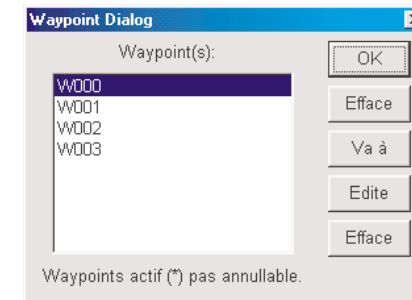 Waypoint Dialog
Waypoint(s):
W000
W001
W002
W003
OK
Efface
Va à
Edite
Efface
Waypoints actif (*) pas annullable.